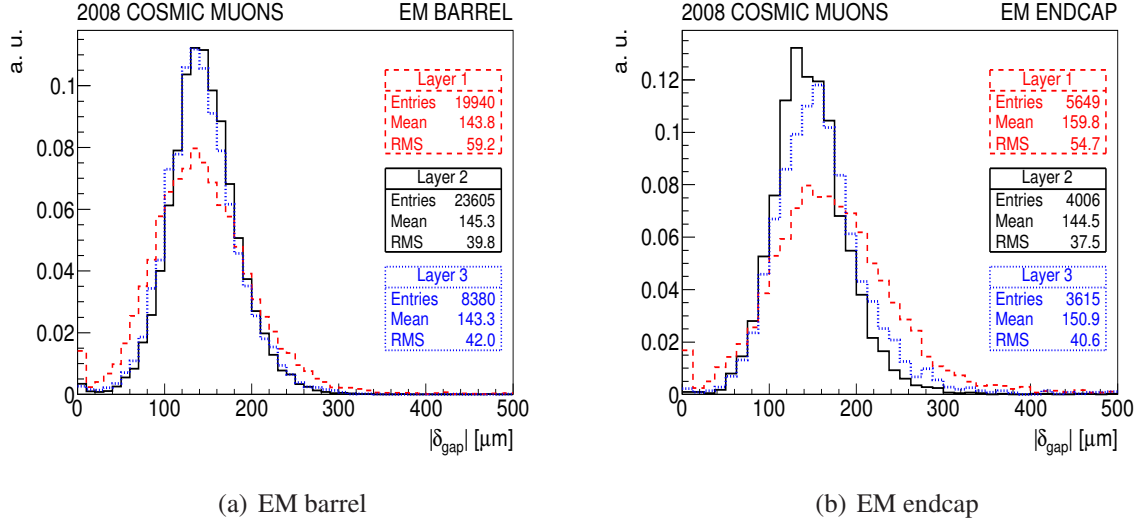 2008 COSMIC MUONS EM BARREL
a. u.
0.1
0.08
0.06
0.04
0.02
0
0 100 200 300 400 500
|δgap| [μm]
Layer 1
Entries 19940
Mean 143.8
RMS 59.2
Layer 2
Entries 23605
Mean 145.3
RMS 39.8
Layer 3
Entries 8380
Mean 143.3
RMS 42.0
(a) EM barrel
2008 COSMIC MUONS EM ENDCAP
a. u.
0.12
0.1
0.08
0.06
0.04
0.02
0
0 100 200 300 400 500
|δgap| [μm]
Layer 1
Entries 5649
Mean 159.8
RMS 54.7
Layer 2
Entries 4006
Mean 144.5
RMS 37.5
Layer 3
Entries 3615
Mean 150.9
RMS 40.6
(b) EM endcap